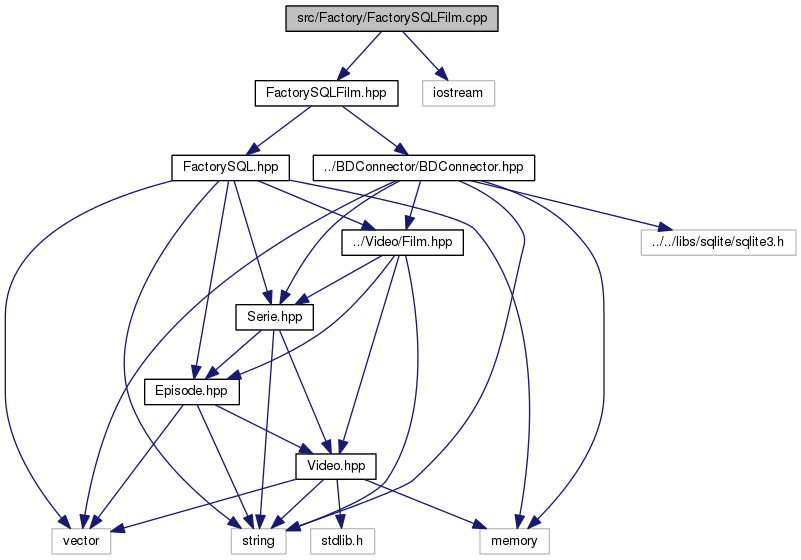 src/Factory/FactorySQLFilm.cpp
FactorySQLFilm.hpp
iostream
FactorySQL.hpp
../BDConnector/BDConnector.hpp
../Video/Film.hpp
../../libs/sqlite/sqlite3.h
Serie.hpp
Episode.hpp
Video.hpp
vector
string
stdlib.h
memory